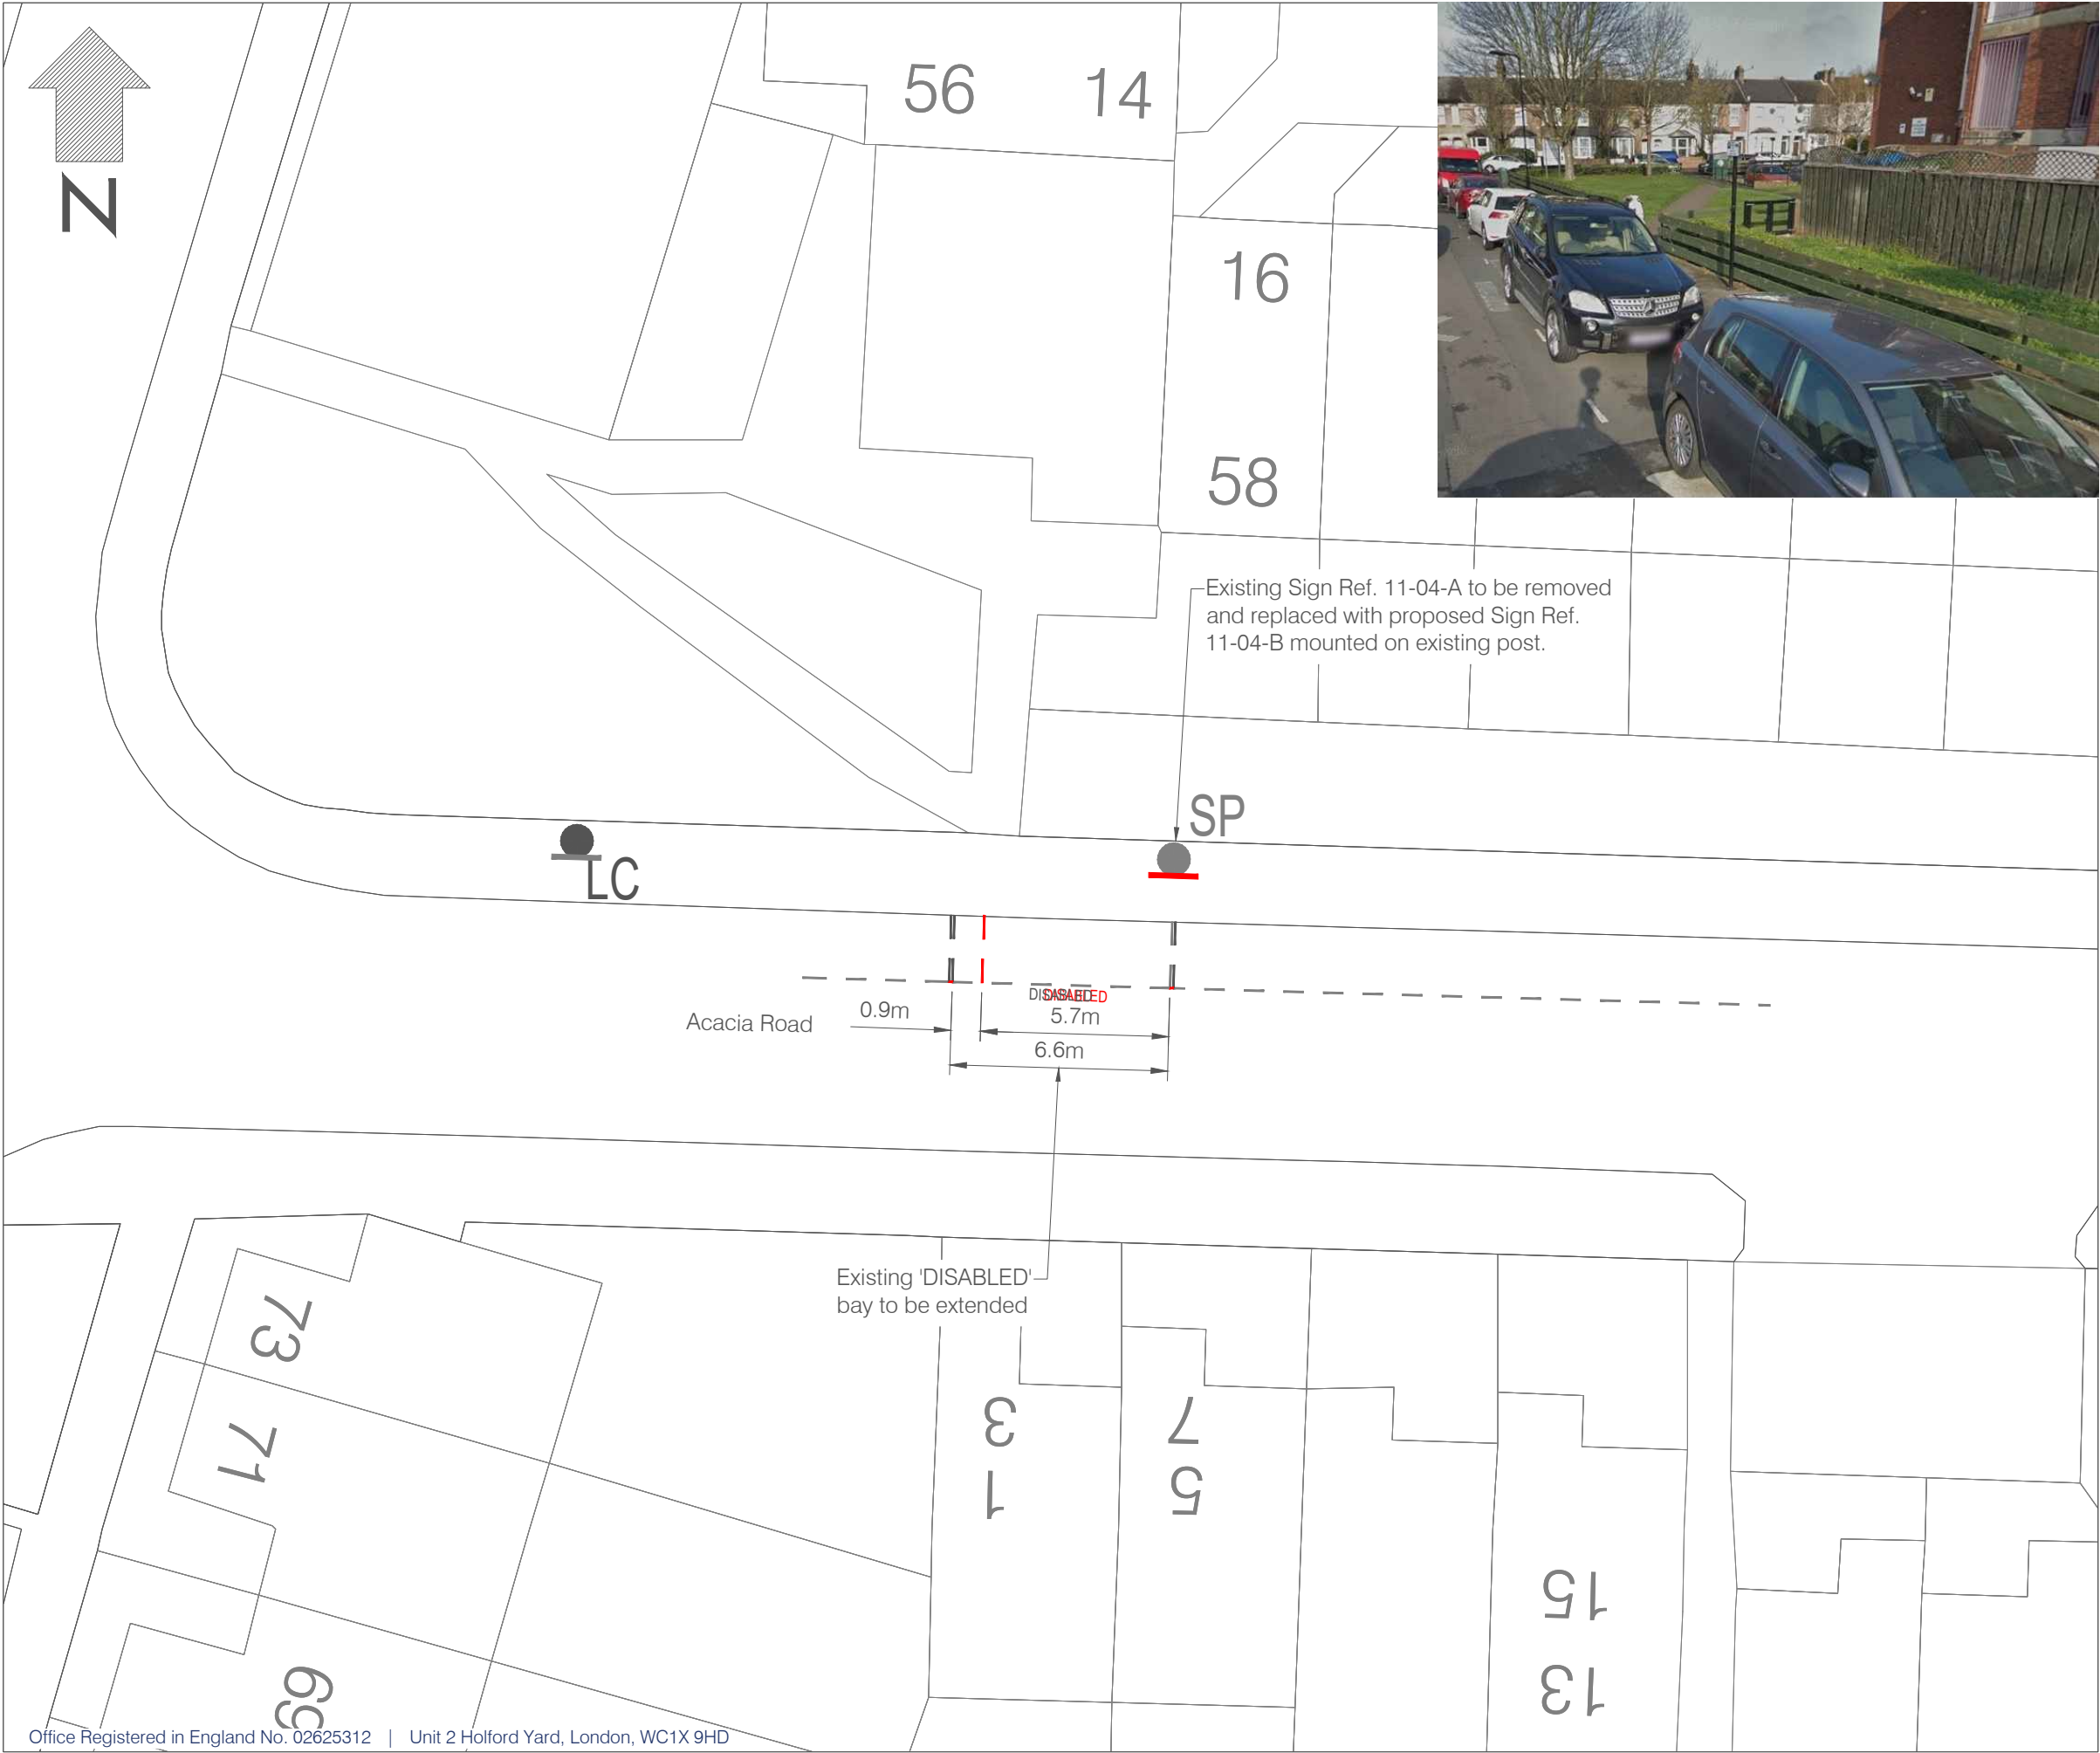 56
14
N
16
58
Existing Sign Ref. 11-04-A to be removed
and replaced with proposed Sign Ref.
11-04-B mounted on existing post.
SP
LC
DISABLED
DISABLED
Acacia Road
0.9m
5.7m
6.6m
Existing 'DISABLED'
bay to be extended
73
71
69
3
1
7
5
15
13
Office Registered in England No. 02625312 | Unit 2 Holford Yard, London, WC1X 9HD